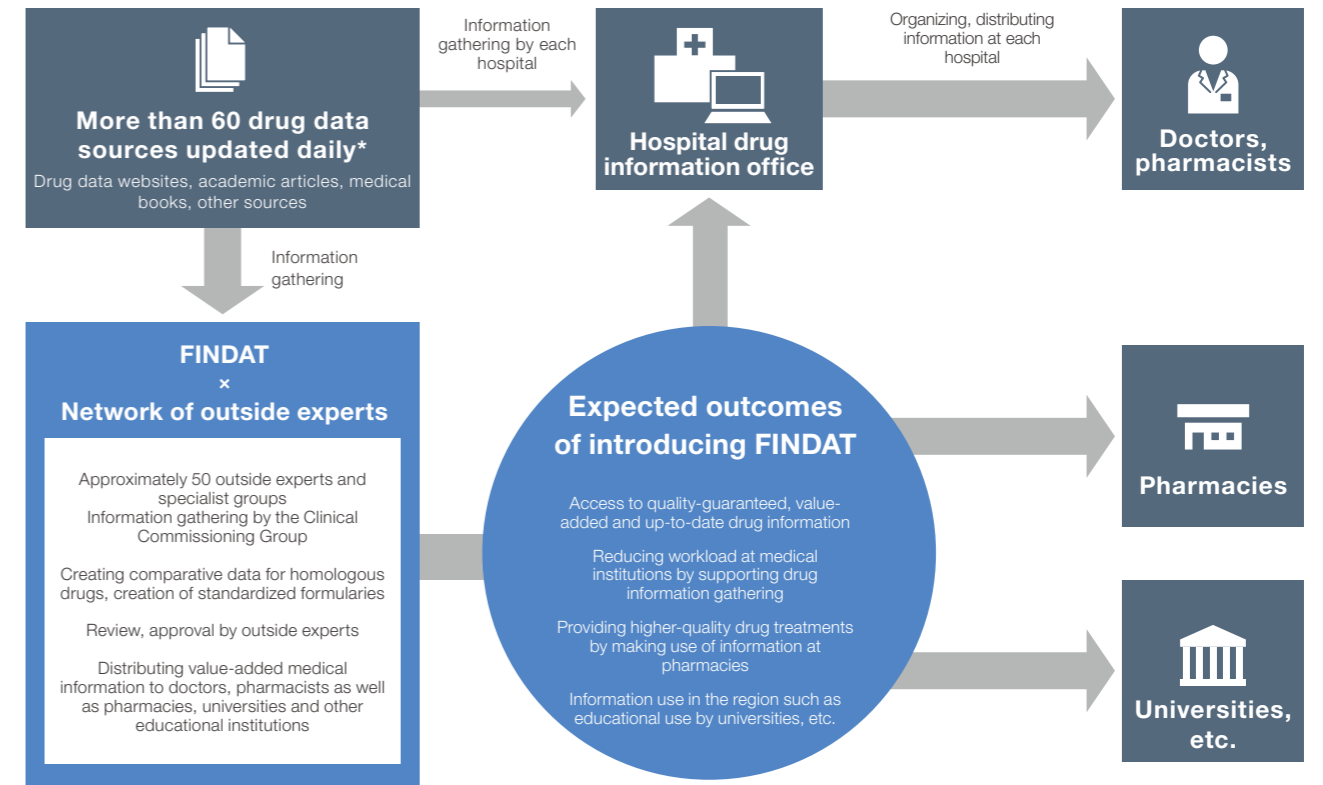 More than 60 drug data
sources updated daily*
Drug data websites, academic articles, medical
books, other sources
Information
gathering by each
hospital
Hospital drug
information office
Organizing, distributing
information at each
hospital
Doctors,
pharmacists
Information
gathering
FINDAT
×
Network of outside experts
Approximately 50 outside experts and
specialist groups
Information gathering by the Clinical
Commissioning Group
Creating comparative data for homologous
drugs, creation of standardized formularies
Review, approval by outside experts
Distributing value-added medical
information to doctors, pharmacists as well
as pharmacies, universities and other
educational institutions
Expected outcomes
of introducing FINDAT
Access to quality-guaranteed, value-
added and up-to-date drug information
Reducing workload at medical
institutions by supporting drug
information gathering
Providing higher-quality drug treatments
by making use of information at
pharmacies
Information use in the region such as
educational use by universities, etc.
Pharmacies
Universities,
etc.